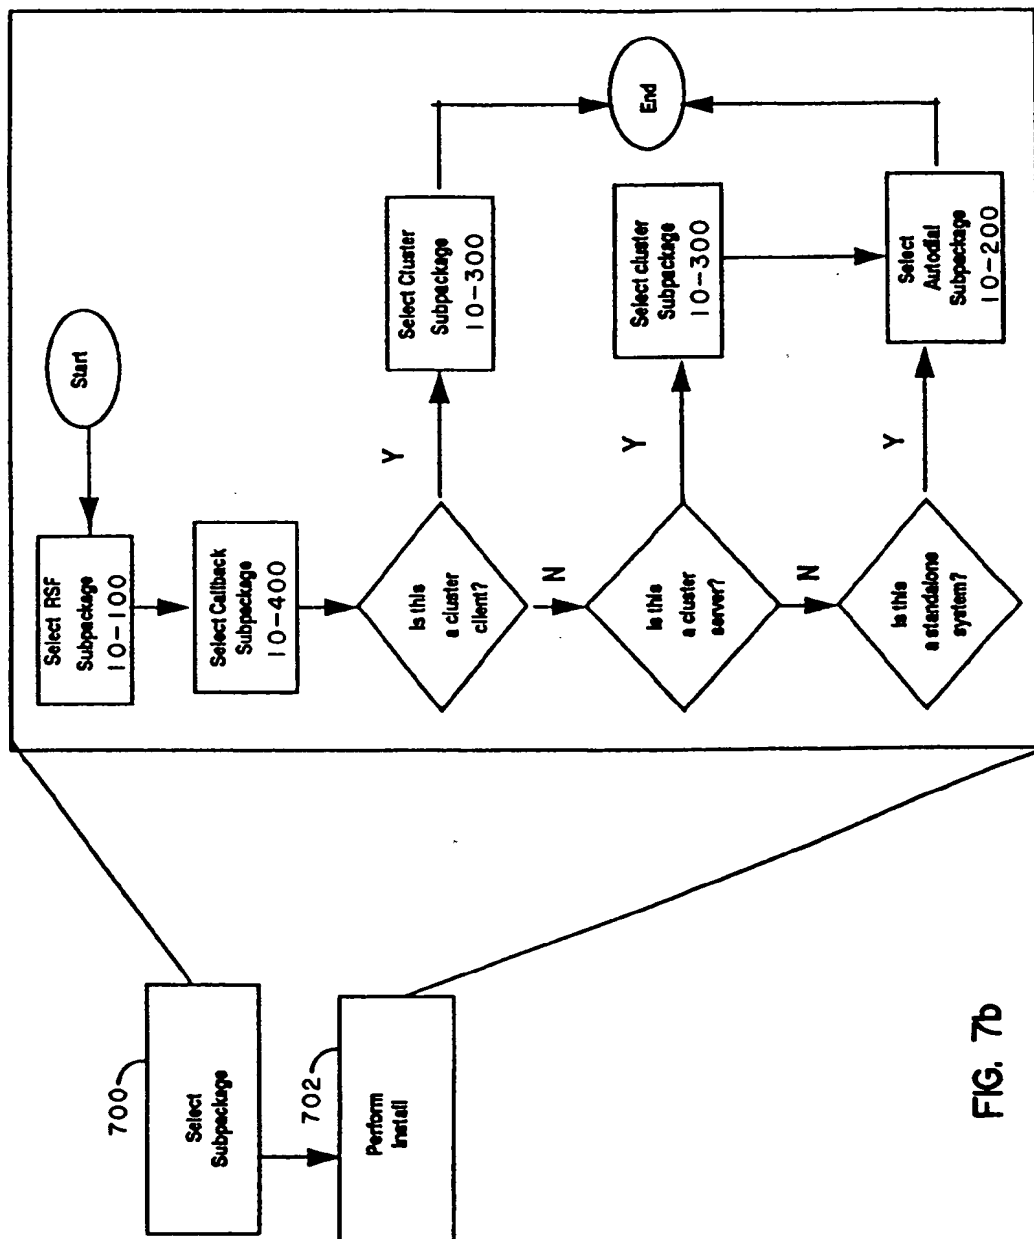 700
Select
Subpackage
702
Perform
Install
Start
Select RSF
Subpackage
10-100
Select Callback
Subpackage
10-400
Is this
a cluster
client?
Y
Select Cluster
Subpackage
10-300
N
Is this
a cluster
server?
Y
Select cluster
Subpackage
10-300
N
Is this
a standalone
system?
Y
Select
Autodial
Subpackage
10-200
End
FIG. 7b